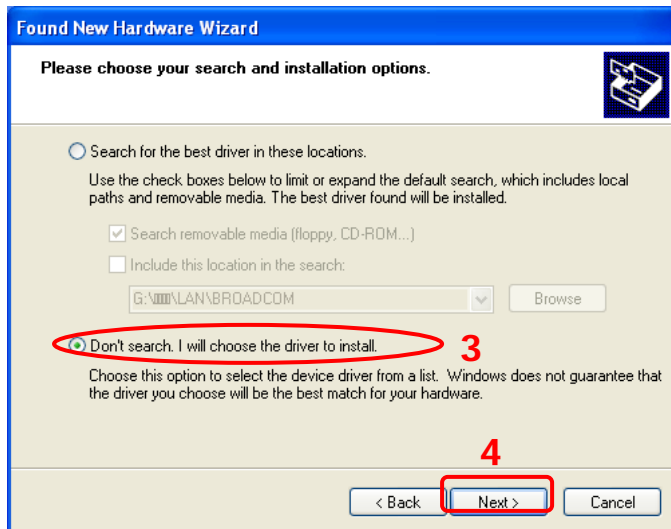 Found New Hardware Wizard
Please choose your search and installation options.
Search for the best driver in these locations.
Use the check boxes below to limit or expand the default search, which includes local
paths and removable media. The best driver found will be installed.
Search removable media (floppy, CD-ROM...)
Include this location in the search:
\LAN\BROADCOM
Browse
Don't search. I will choose the driver to install.
3
Choose this option to select the device driver from a list. Windows does not guarantee that
the driver you choose will be the best match for your hardware.
4
< Back
Next >
Cancel